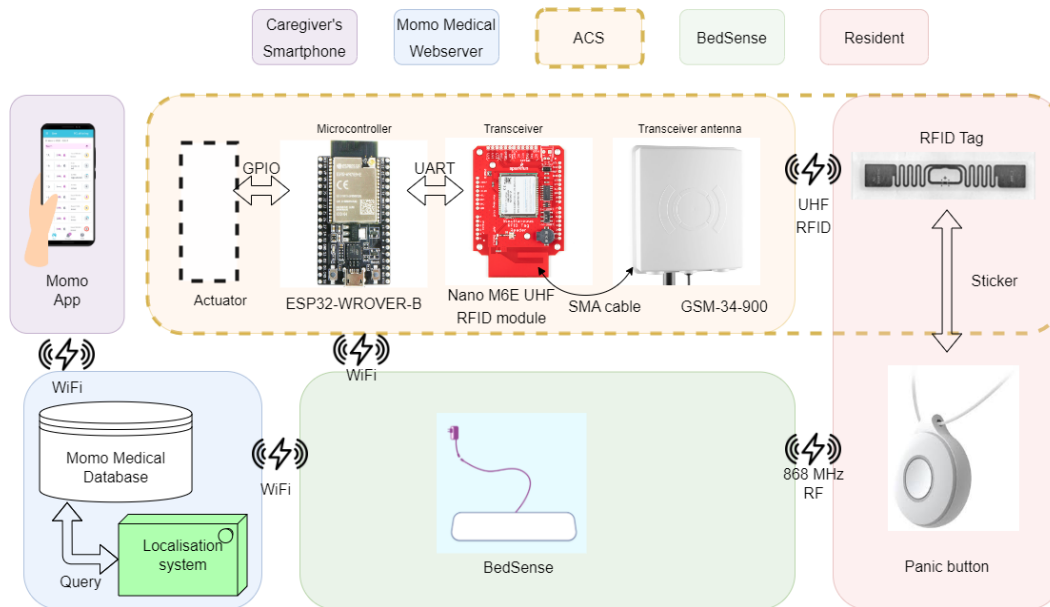 Caregiver's
Smartphone
Momo Medical
Webserver
ACS
BedSense
Resident
Microcontroller
Transceiver
Transceiver antenna
RFID Tag
GPIO
UART
UHF
RFID
Actuator
ESP32-WROVER-B
Nano M6E UHF
RFID module
SMA cable
GSM-34-900
Sticker
Momo
App
WiFi
WiFi
Momo Medical
Database
WiFi
868 MHz
RF
Localisation
system
Query
BedSense
Panic button